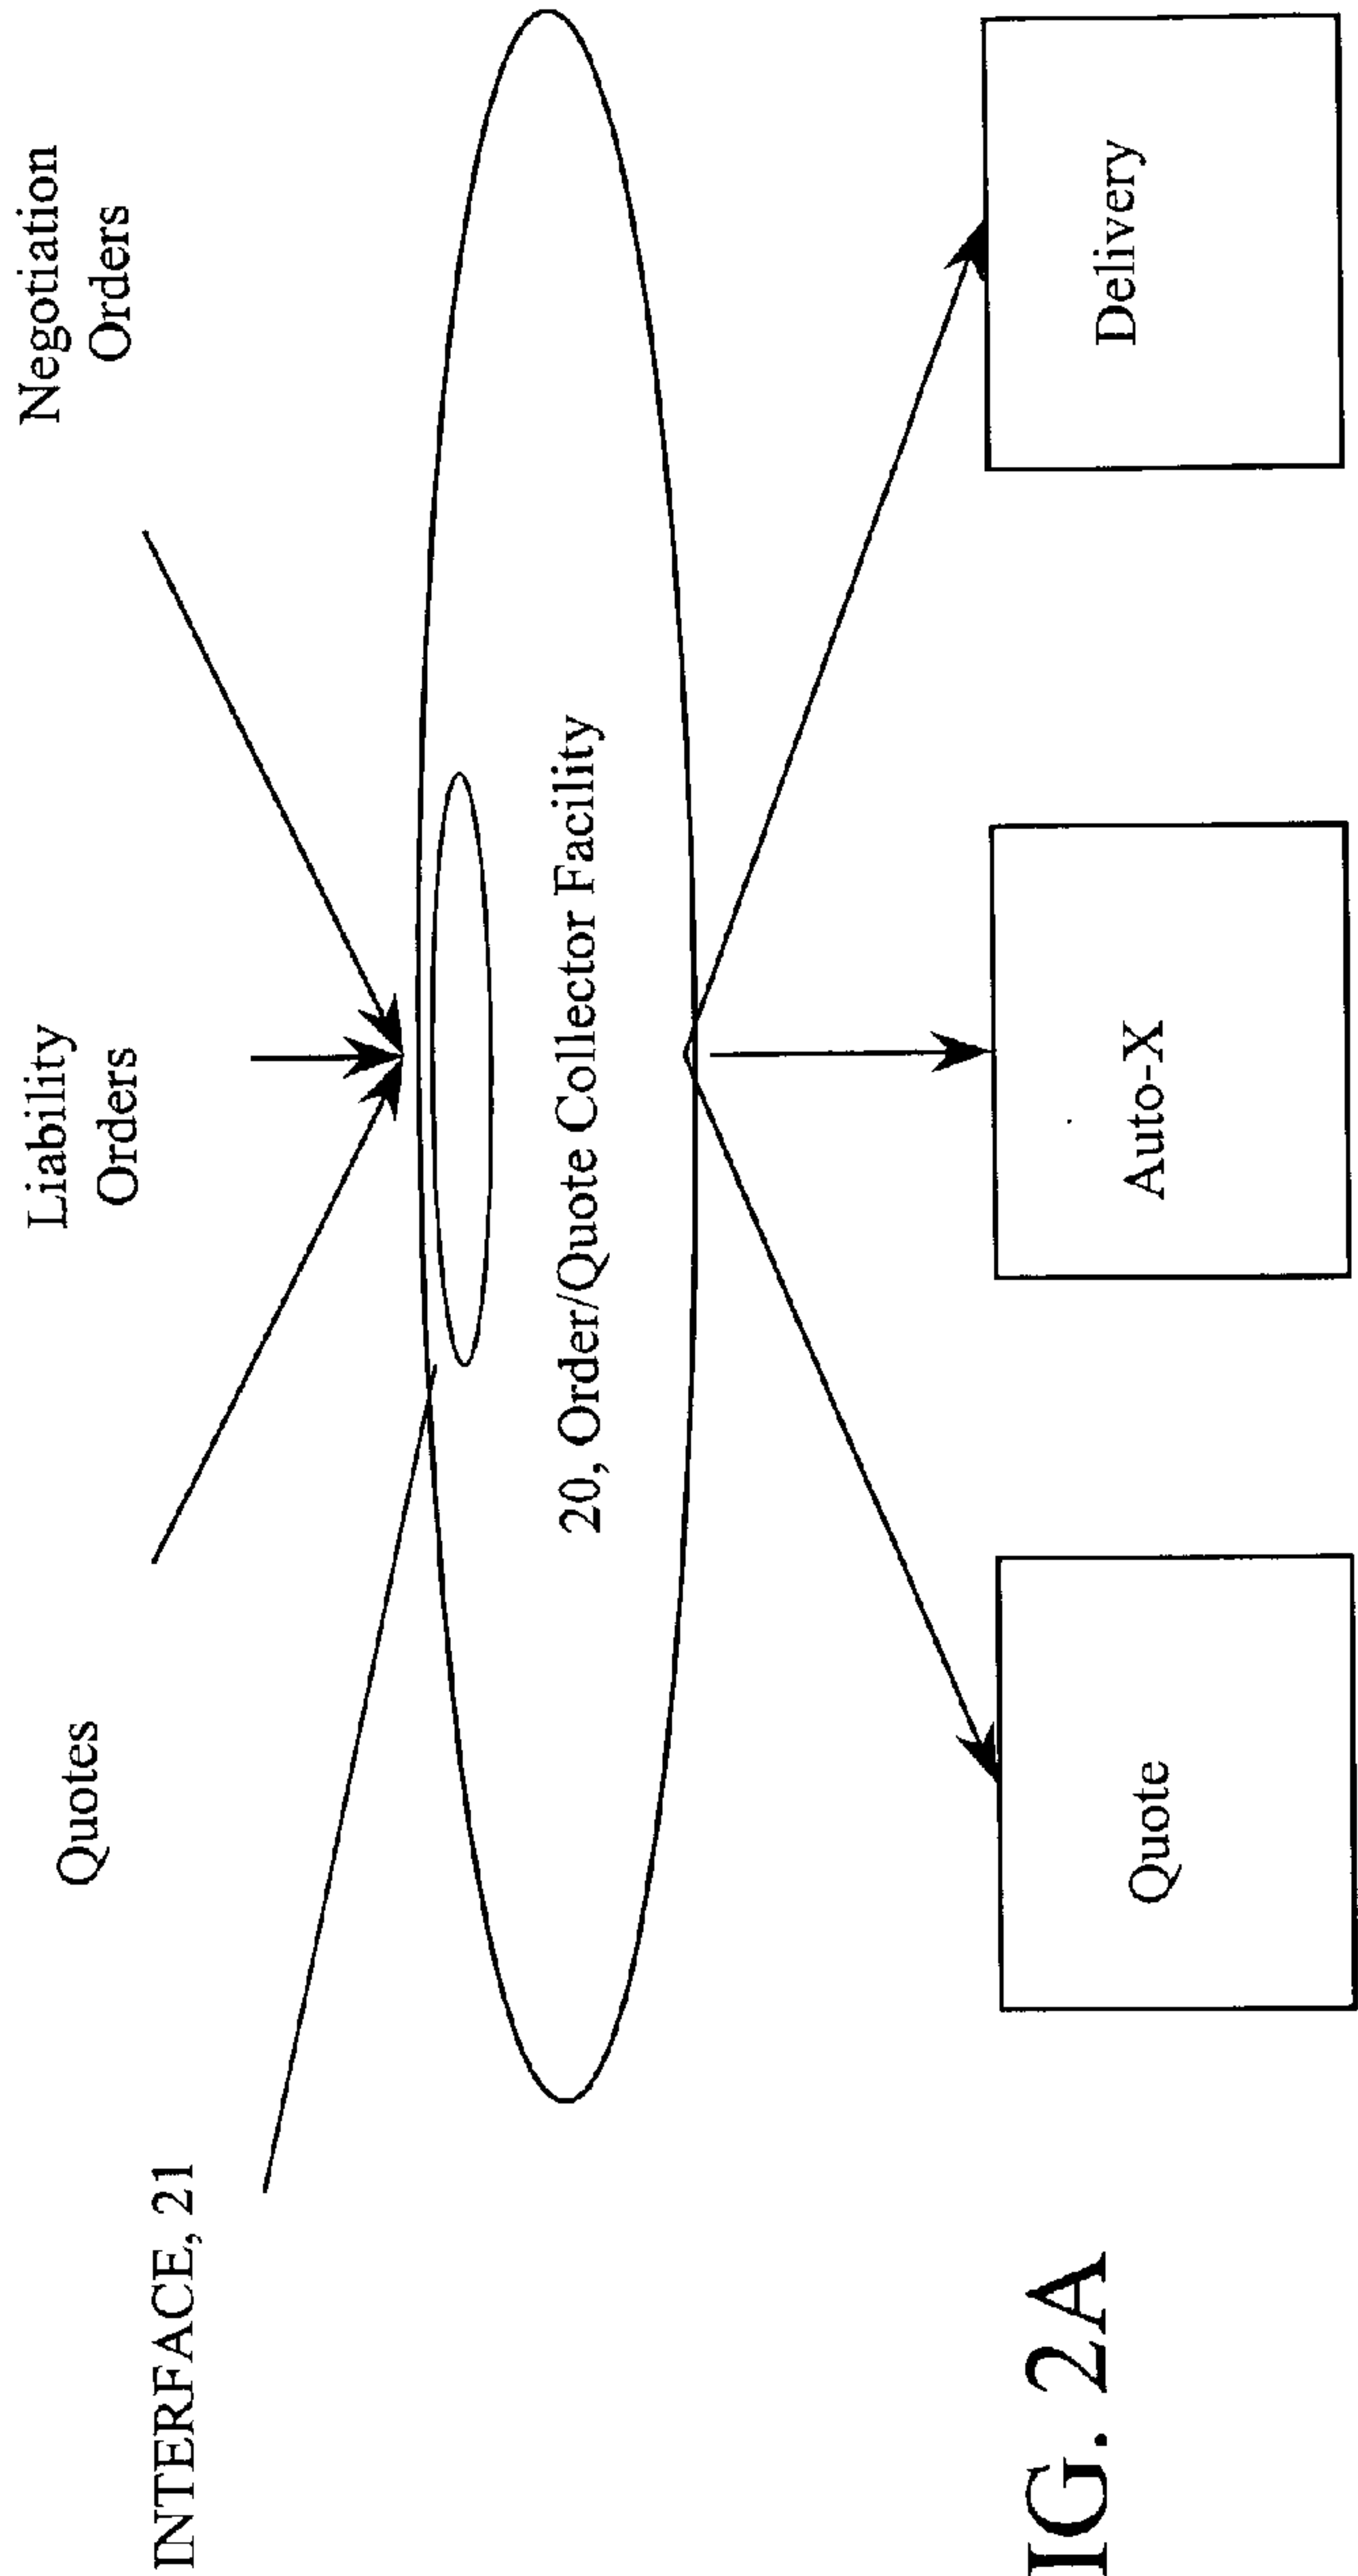 Quotes
Liability
Orders
Negotiation
Orders
INTERFACE, 21
20, Order/Quote Collector Facility
Quote
Auto-X
Delivery
IG. 2A